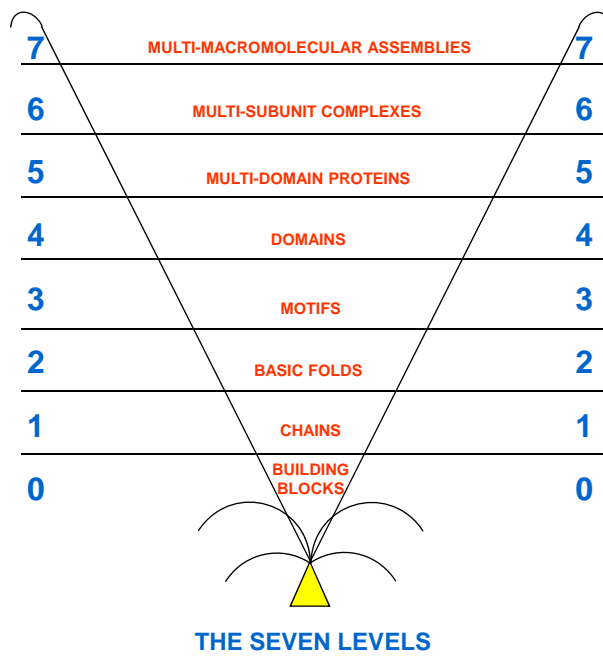 7 MULTI-MACROMOLECULAR ASSEMBLIES 7
6 MULTI-SUBUNIT COMPLEXES 6
5 MULTI-DOMAIN PROTEINS 5
4 DOMAINS 4
3 MOTIFS 3
2 BASIC FOLDS 2
1 CHAINS 1
BUILDING
0 BLOCKS 0
THE SEVEN LEVELS